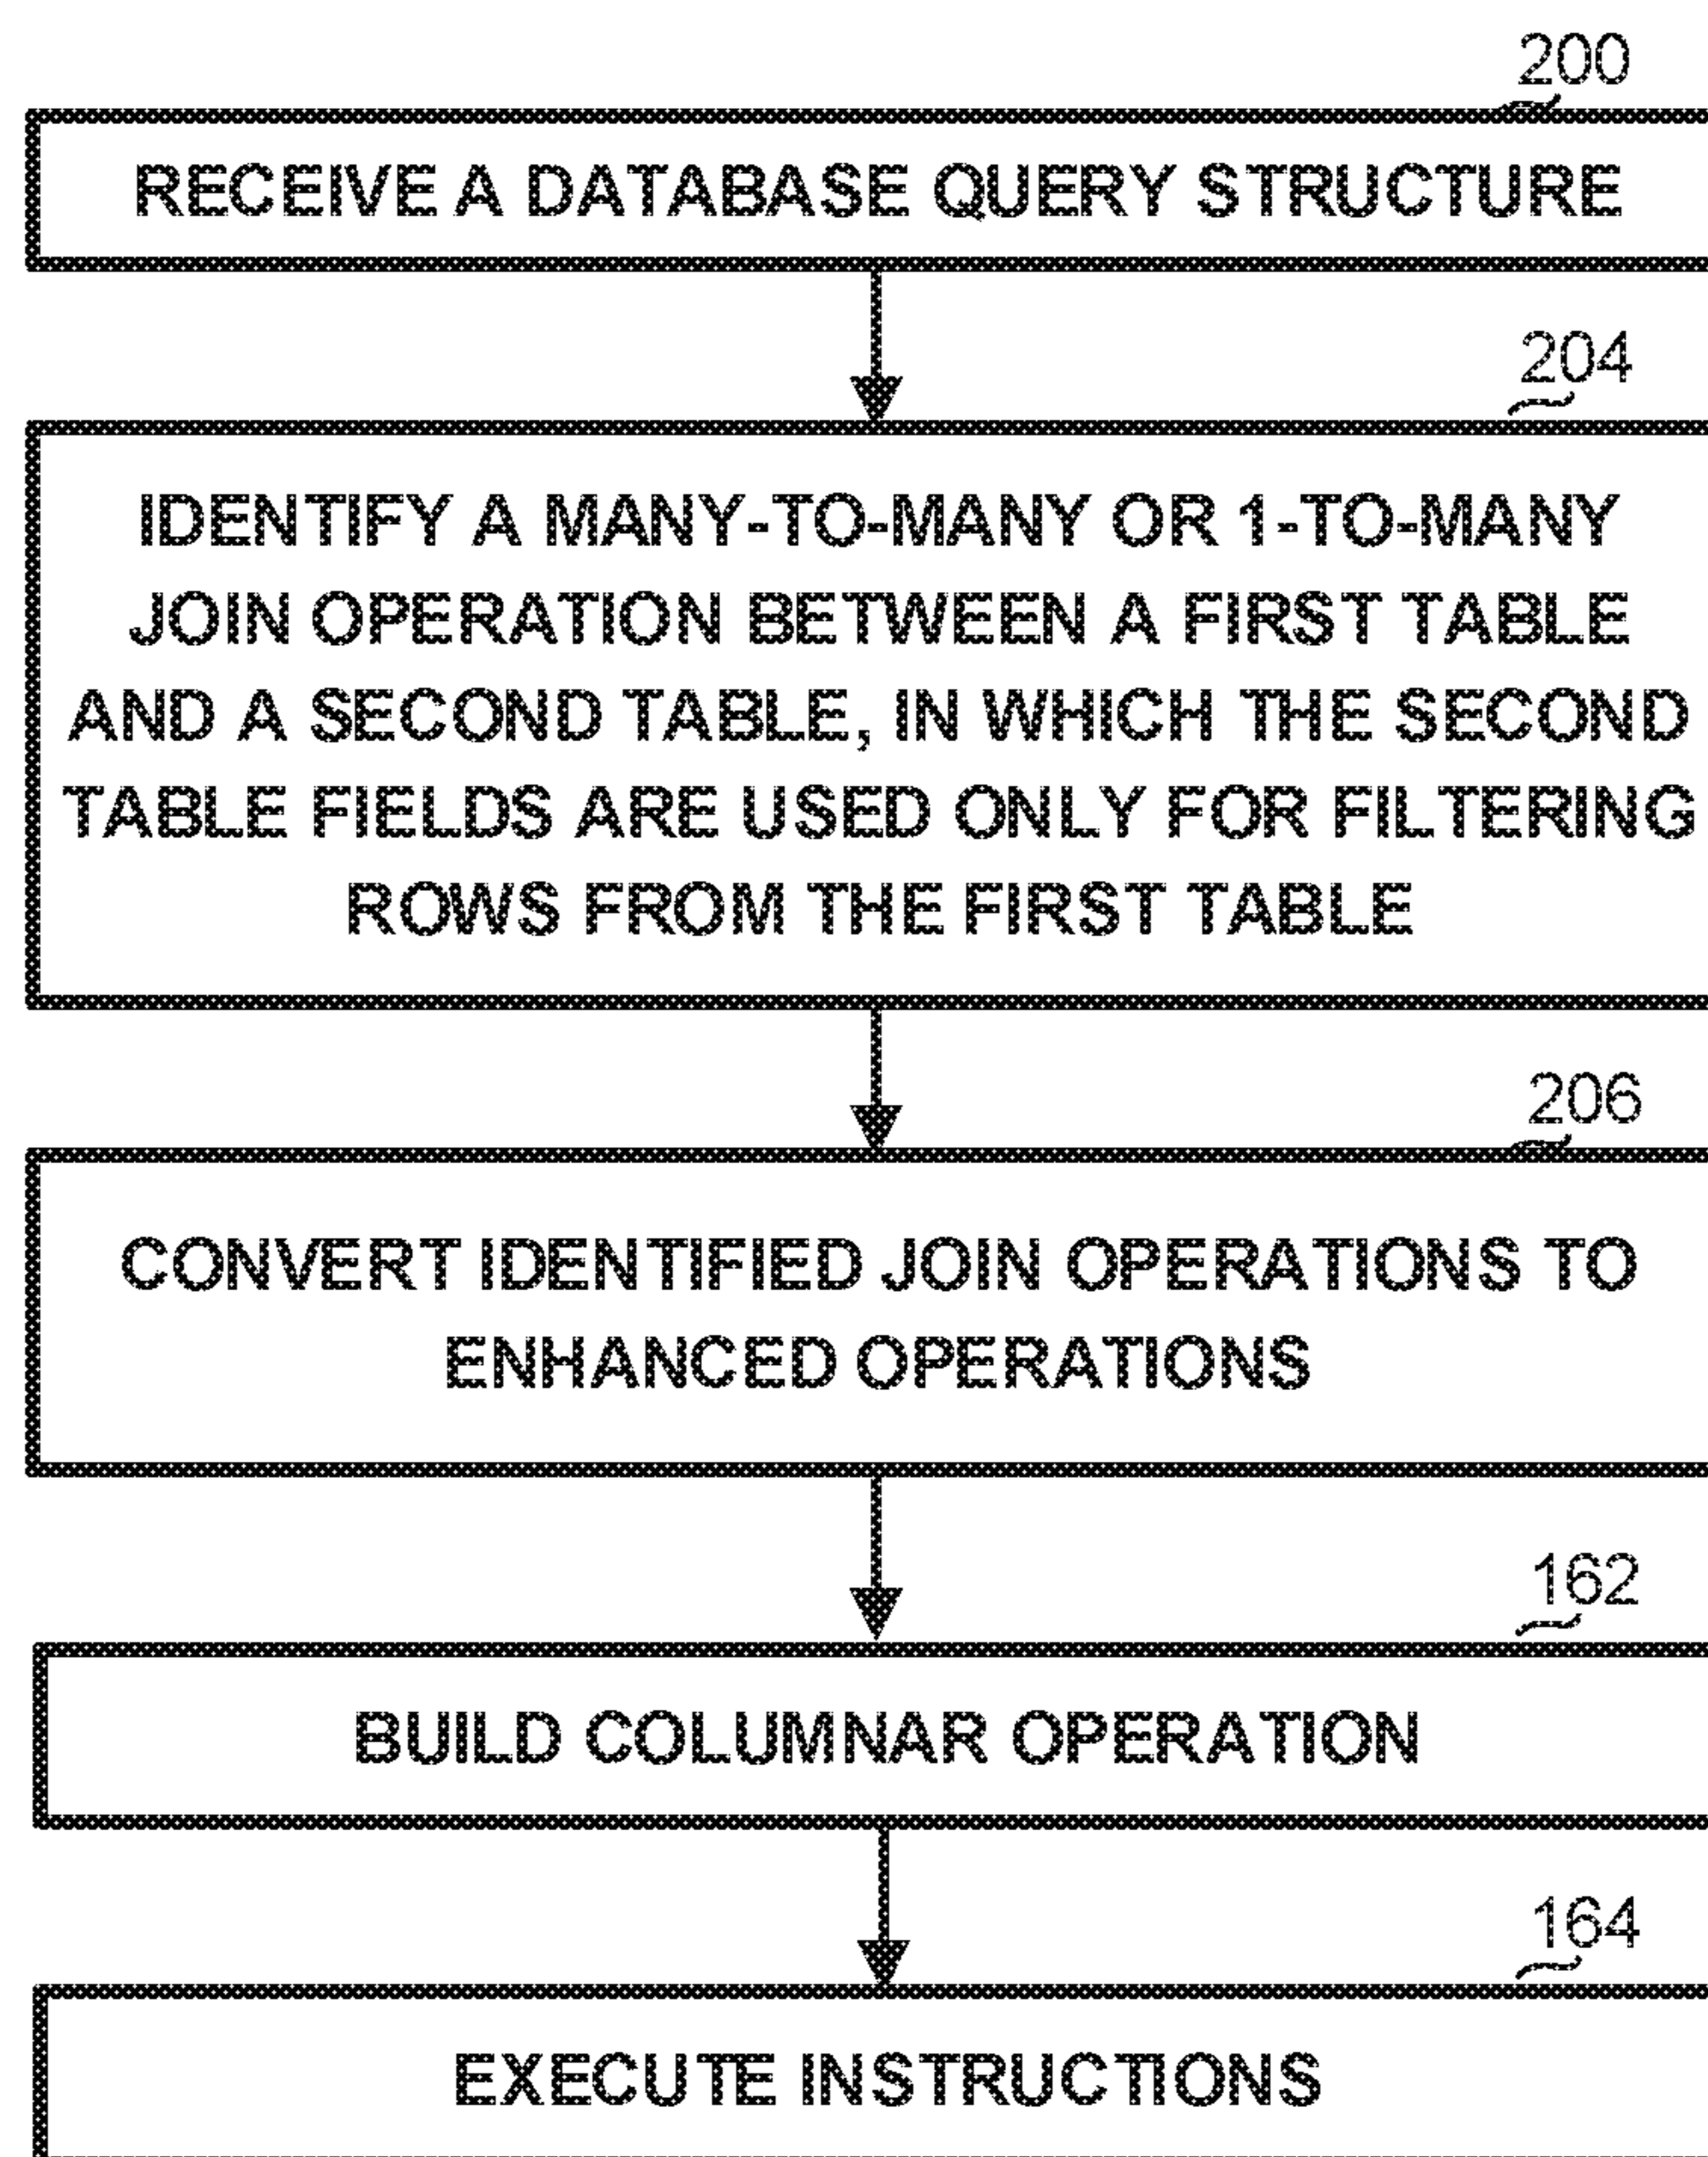 200
RECEIVE A DATABASE QUERY STRUCTURE
204
IDENTIFY A MANY-TO-MANY OR 1-TO-MANY
JOIN OPERATION BETWEEN A FIRST TABLE
AND A SECOND TABLE, IN WHICH THE SECOND
TABLE FIELDS ARE USED ONLY FOR FILTERING
ROWS FROM THE FIRST TABLE
206
CONVERT IDENTIFIED JOIN OPERATIONS TO
ENHANCED OPERATIONS
162
BUILD COLUMNAR OPERATION
164
EXECUTE INSTRUCTIONS